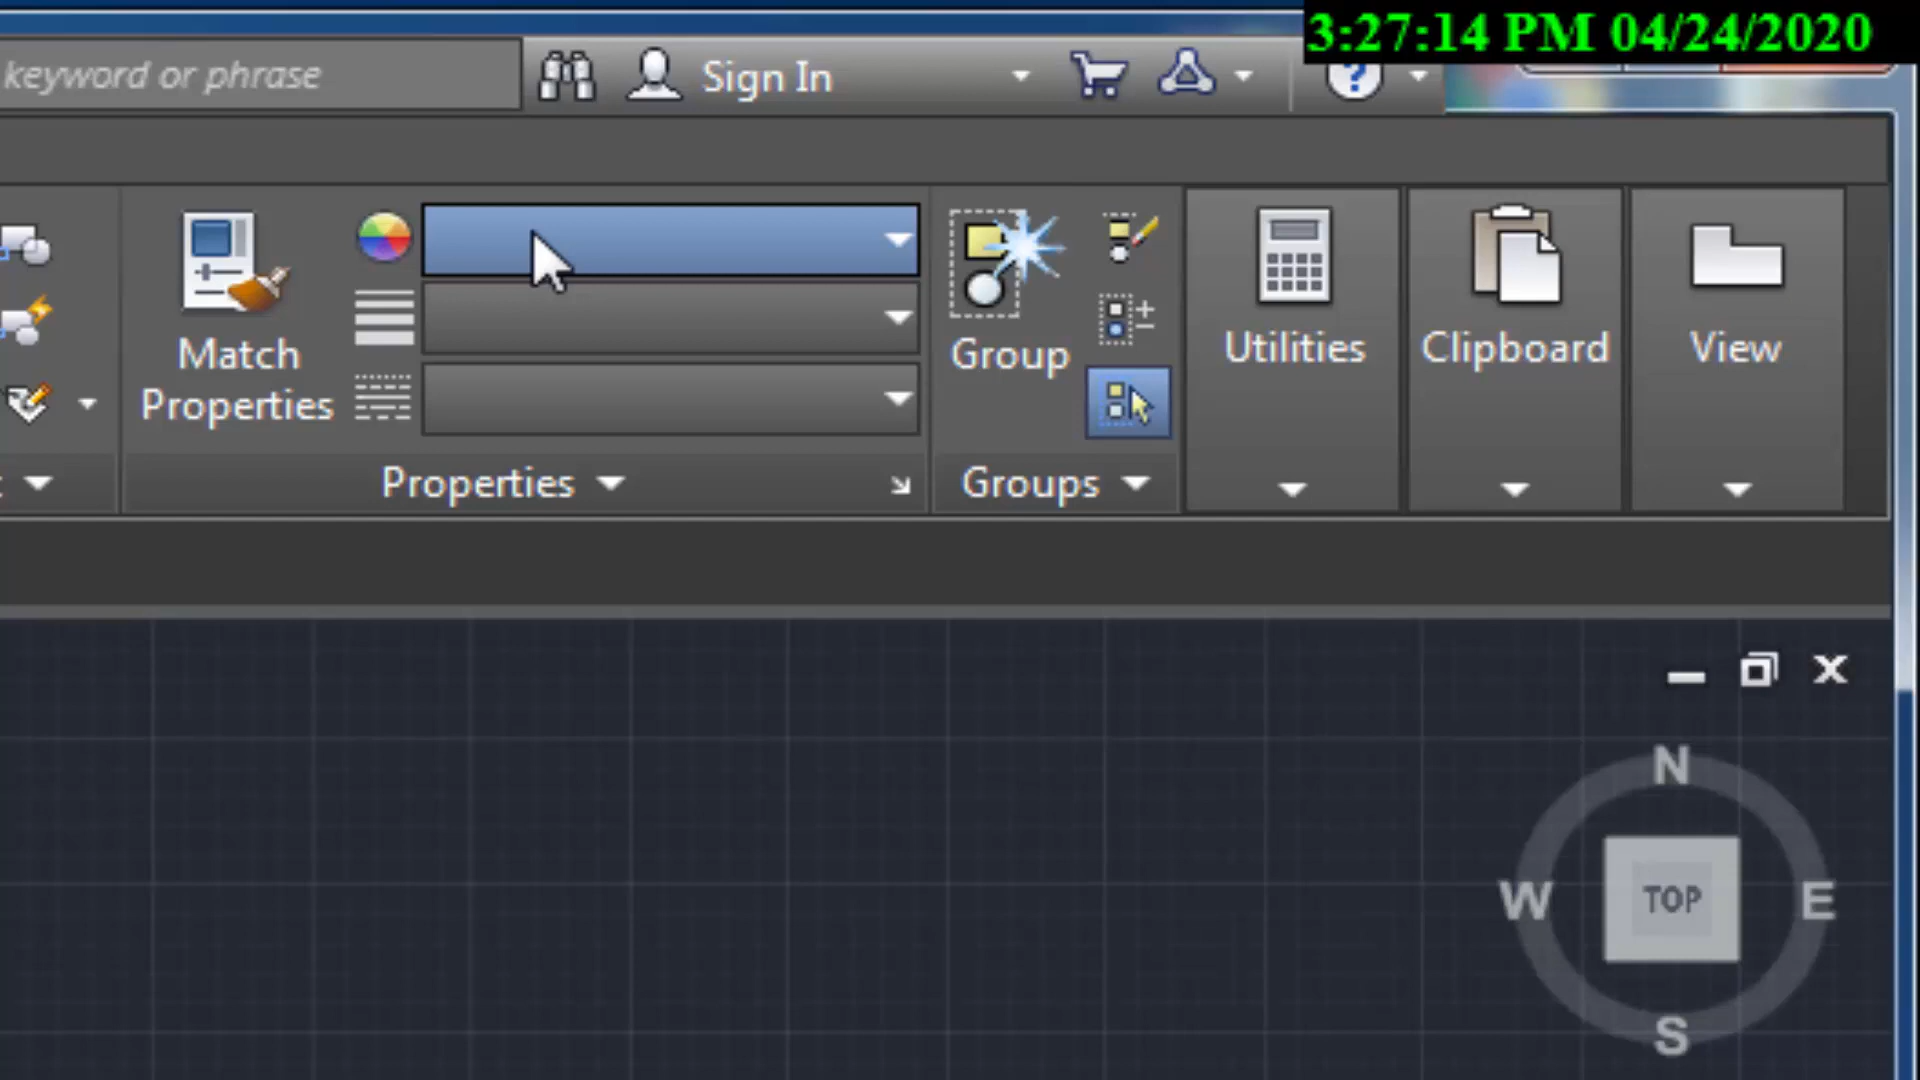 3:27:14 PM 04/24/2020
keyword or phrase
Sign In
?
Match
Properties
Group
Utilities
Clipboard
View
Properties
Groups
N
W
TOP
E
S